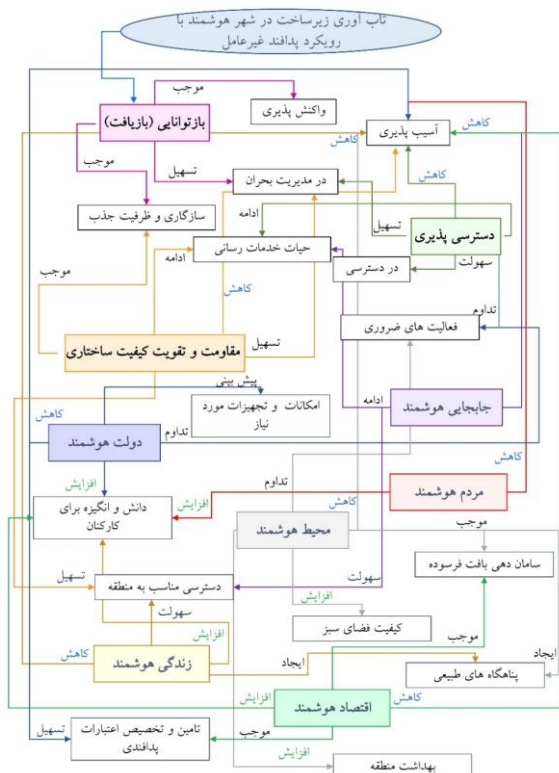 تاب آوری زیرساخت در شهر هوشمند با
رویکرد پدافند غیرعامل
موجب
واکنش پذیری
بازتوانایی (بازیافت)
کاهش
آسیب پذیری
کاهش
موجب
تسهیل
در مدیریت بحران
کاهش
سازگاری و ظرفیت جذب
ادامه
تسهیل
دسترسی پذیری
موجب
ادامه
حیات خدمات رسانی
سهولت
در دسترسی
کاهش
تداوم
فعالیت های ضروری
مقاومت و تقویت کیفیت ساختاری
تسهیل
پیش بینی
امکانات و تجهیزات مورد
نیاز
ادامه
جابجایی هوشمند
کاهش
دولت هوشمند
تداوم
کاهش
افزایش
دانش و انگیزه برای
کارکنان
افزایش
تداوم
مردم هوشمند
کاهش
محیط هوشمند
موجب
سامان دهی بافت فرسوده
تسهیل
دسترسی مناسب به منطقه
سهولت
سهولت
افزایش
کیفیت فضای سبز
موجب
ایجاد
کاهش
زندگی هوشمند
افزایش
ایجاد
پناهگاه های طبیعی
افزایش
اقتصاد هوشمند
کاهش
تسهیل
تامین و تخصیص اعتبارات
پدافندی
موجب
افزایش
بهداشت منطقه